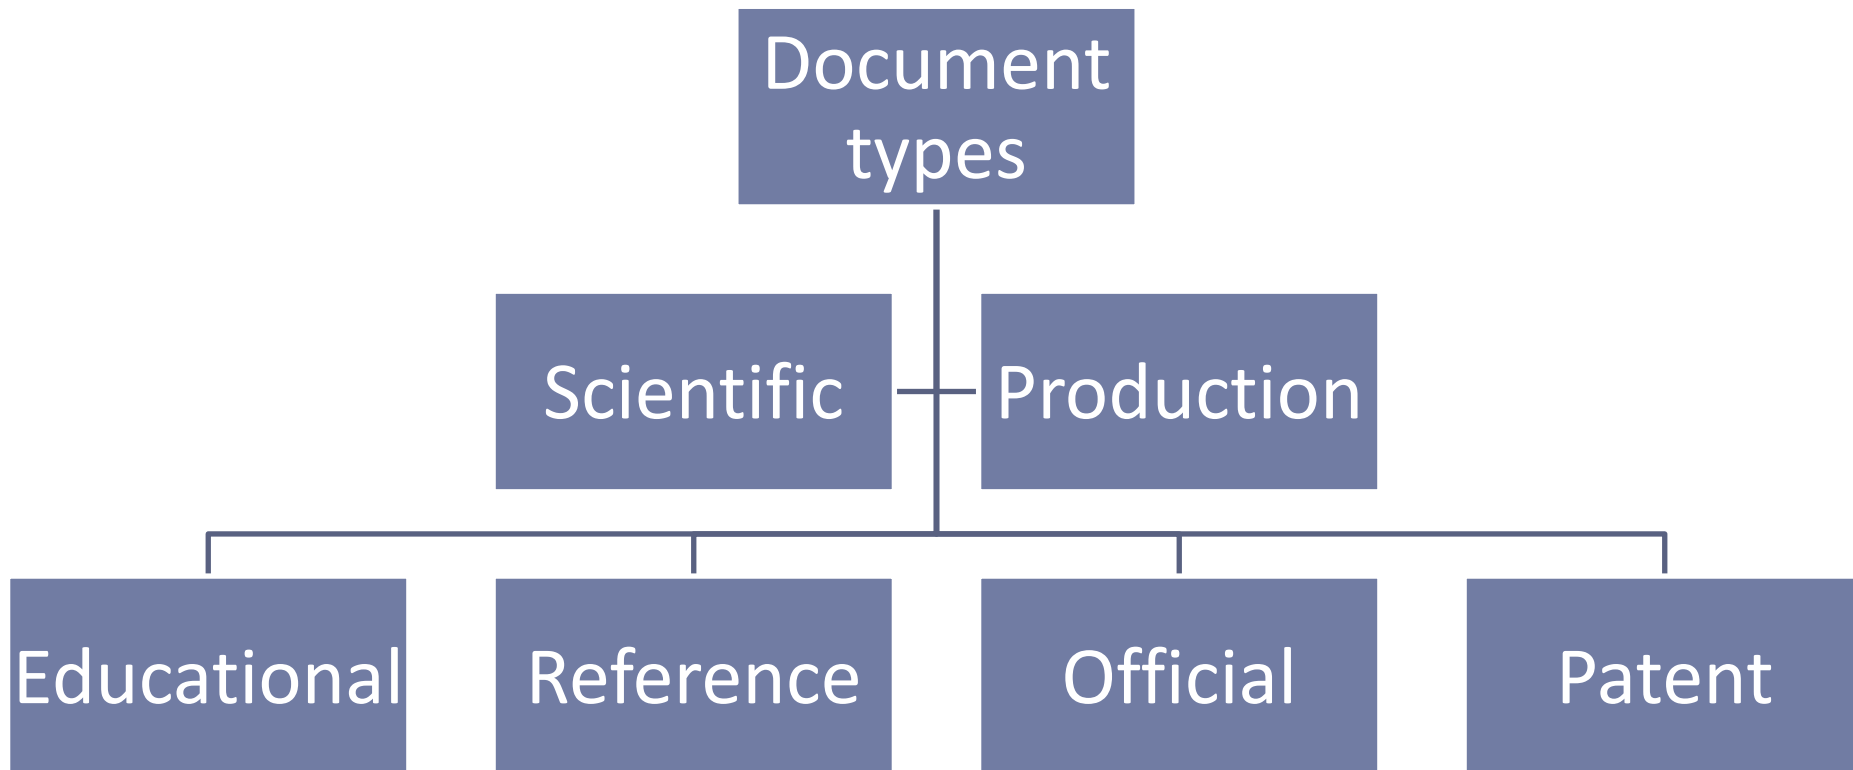 Document
types
Scientific
Production
Educational
Reference
Official
Patent